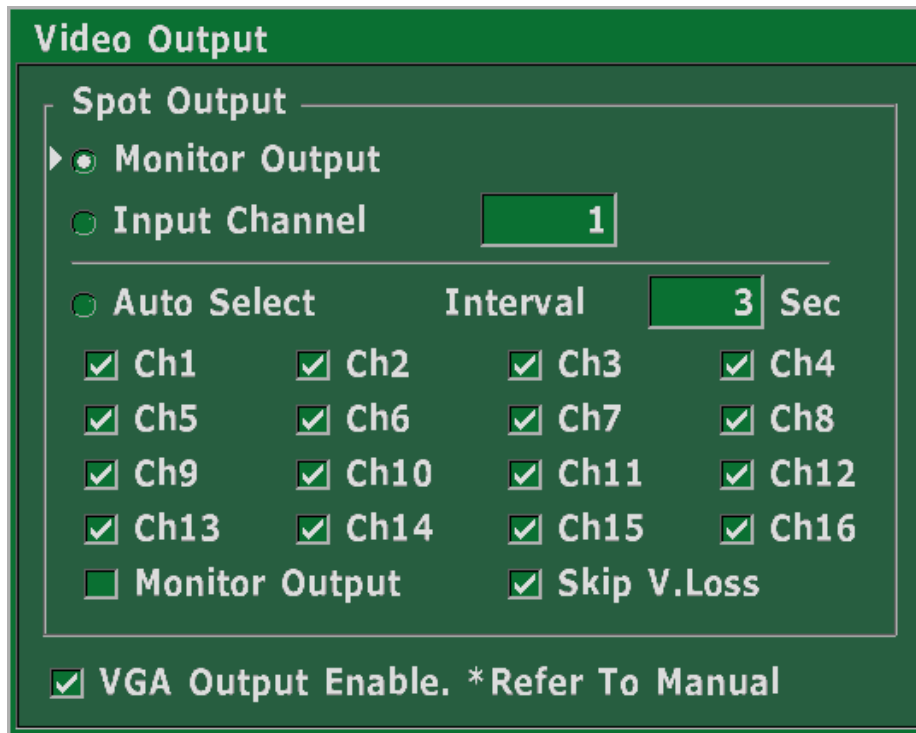 Video Output
Spot Output
Monitor Output
Input Channel 1
Auto Select Interval 3 Sec
Ch1 Ch2 Ch3 Ch4
Ch5 Ch6 Ch7 Ch8
Ch9 Ch10 Ch11 Ch12
Ch13 Ch14 Ch15 Ch16
Monitor Output Skip V.Loss
VGA Output Enable. *Refer To Manual